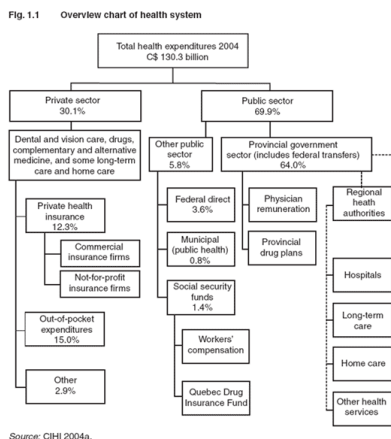 Fig. 1.1 Overview chart of health system
Total health expenditures 2004
C$ 130.3 billion
Private sector
30.1%
Public sector
69.9%
Dental and vision care, drugs,
complementary and alternative
medicine, and some long-term
care and home care
Other public
sector
5.8%
Provincial government
sector (includes federal transfers)
64.0%
Private health
insurance
12.3%
Commercial
insurance firms
Not-for-profit
insurance firms
Out-of-pocket
expenditures
15.0%
Other
2.9%
Federal direct
3.6%
Municipal
(public health)
0.8%
Social security
funds
1.4%
Workers'
compensation
Quebec Drug
Insurance Fund
Physician
remuneration
Provincial
drug plans
Regional
heath
authorities
Hospitals
Long-term
care
Home care
Other health
services
Source: CIHI 2004a.